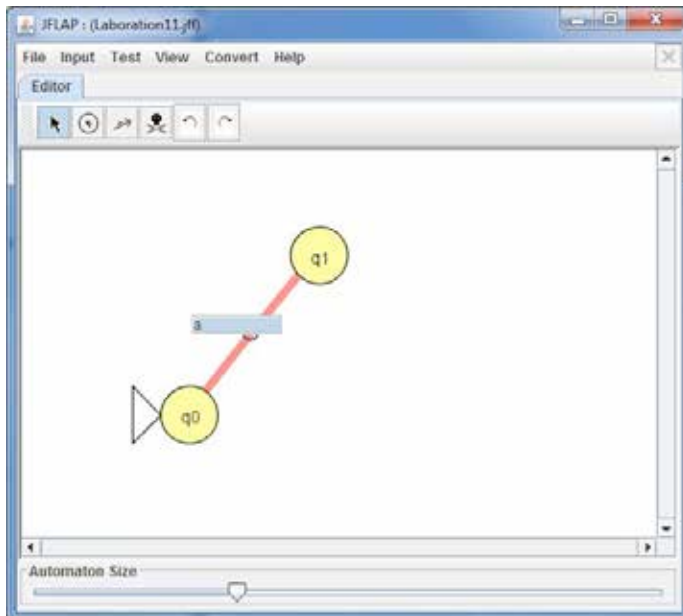 JFLAP : (Laboration11.jff)
File Input Test View Convert Help
Editor
q1
a
q0
Automaton Size